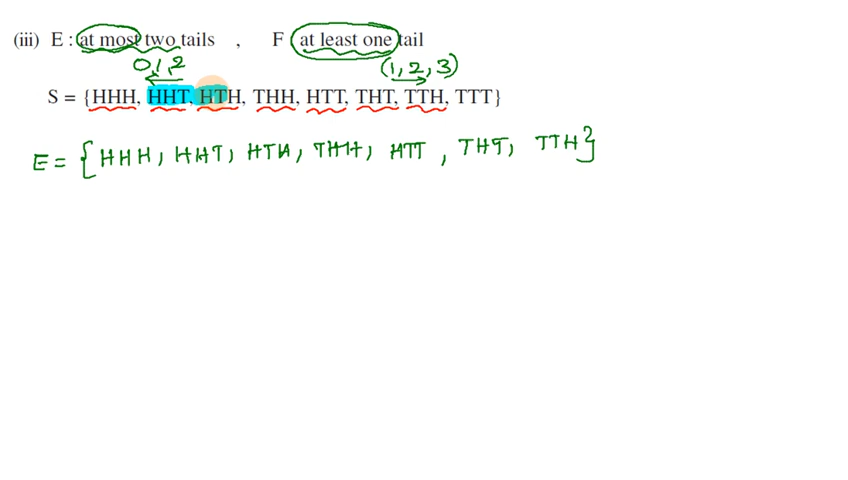 (iii) E : at most two tails , F at least one tail
0,1,2 (1, 2, 3)
S = {HHH, HHT, HTH, THH, HTT, THT, TTH, TTT}
E = {HHH, HHT, HTH, THH, HTT, THT, TTH}